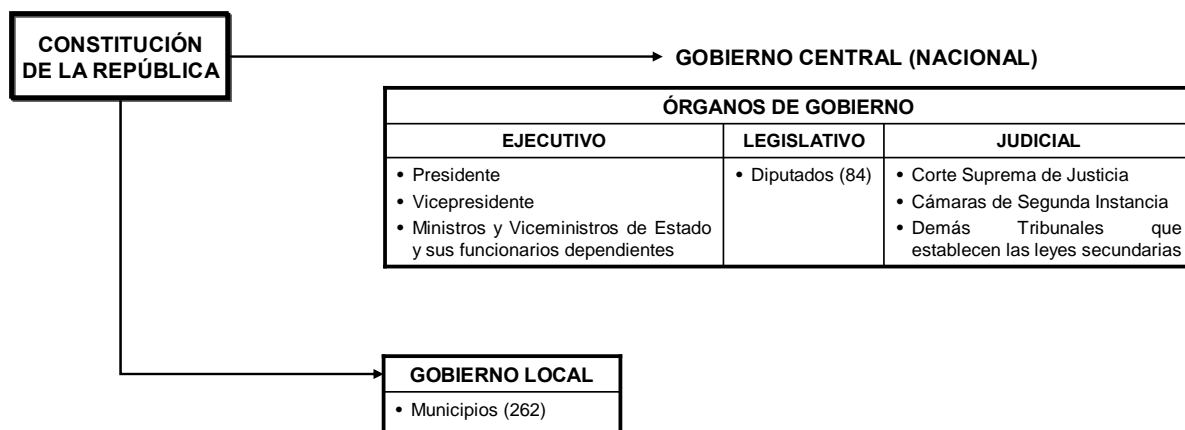 CONSTITUCIÓN
DE LA REPÚBLICA
GOBIERNO CENTRAL (NACIONAL)
ÓRGANOS DE GOBIERNO
EJECUTIVO
• Presidente
• Vicepresidente
• Ministros y Viceministros de Estado
y sus funcionarios dependientes
LEGISLATIVO
• Diputados (84)
JUDICIAL
• Corte Suprema de Justicia
• Cámaras de Segunda Instancia
• Demás Tribunales que
establecen las leyes secundarias
GOBIERNO LOCAL
• Municipios (262)